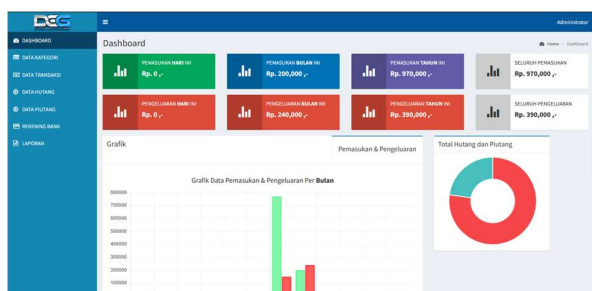 DEG
Administrator
DASHBOARD
DATA KATEGORI
DATA TRANSAKSI
DATA HUTANG
DATA PIUTANG
REKENING BANK
LAPORAN
Dashboard
Home Dashboard
PEMASUKAN HARI INI
Rp. 0 ,-
PEMASUKAN BULAN INI
Rp. 200,000 ,-
PEMASUKAN TAHUN INI
Rp. 970,000 ,-
SELURUH PEMASUKAN
Rp. 970,000 ,-
PENGELUARAN HARI INI
Rp. 0 ,-
PENGELUARAN BULAN INI
Rp. 240,000 ,-
PENGELUARAN TAHUN INI
Rp. 390,000 ,-
SELURUH PENGELUARAN
Rp. 390,000 ,-
Grafik
Pemasukan & Pengeluaran
Grafik Data Pemasukan & Pengeluaran Per Bulan
800000
700000
600000
500000
400000
300000
200000
100000
Total Hutang dan Piutang